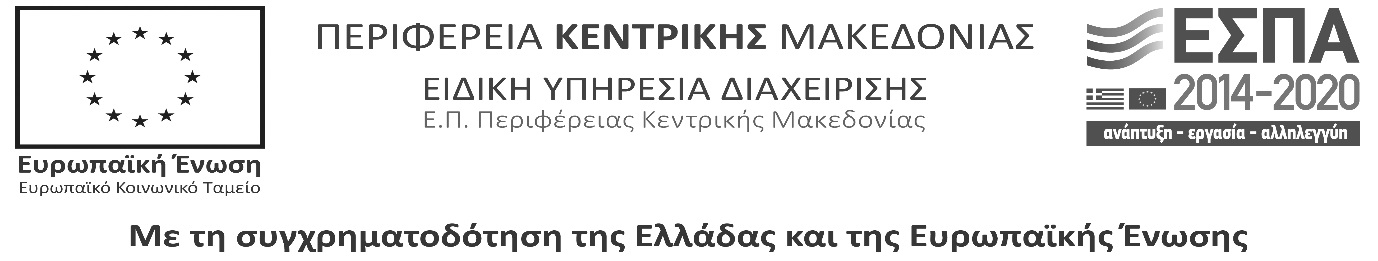 Ευρωπαϊκή Ένωση
Ευρωπαϊκό Κοινωνικό Ταμείο
ΠΕΡΙΦΕΡΕΙΑ ΚΕΝΤΡΙΚΗΣ ΜΑΚΕΔΟΝΙΑΣ
ΕΙΔΙΚΗ ΥΠΗΡΕΣΙΑ ΔΙΑΧΕΙΡΙΣΗΣ
Ε.Π. Περιφέρειας Κεντρικής Μακεδονίας
ΕΣΠΑ
2014-2020
ανάπτυξη - εργασία - αλληλεγγύη
Με τη συγχρηματοδότηση της Ελλάδας και της Ευρωπαϊκής Ένωσης